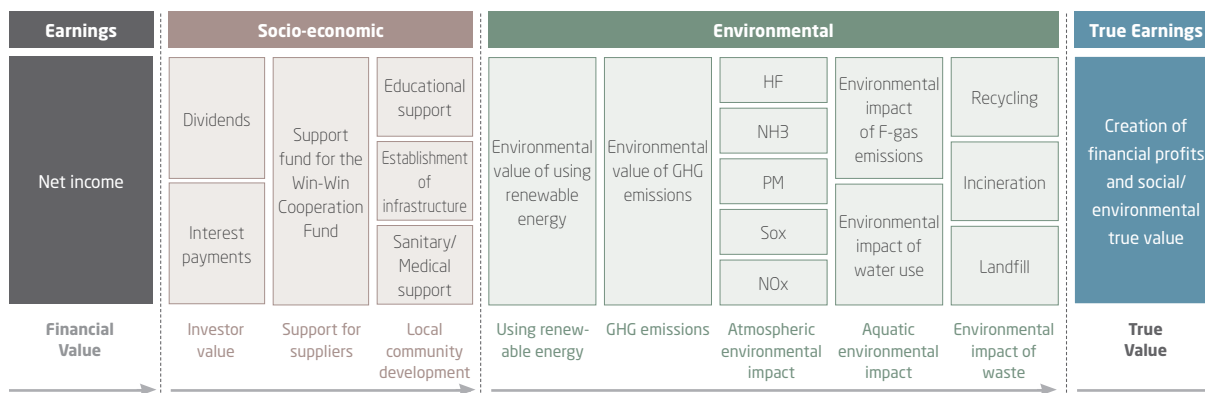 Earnings
Socio-economic
Environmental
True Earnings
Net income
Dividends
Interest
payments
Support
fund for the
Win-Win
Cooperation
Fund
Educational
support
Establishment
of
infrastructure
Sanitary/
Medical
support
Environmental
value of using
renewable
energy
Environmental
value of GHG
emissions
HF
NH3
PM
Sox
NOx
Environmental
impact
of F-gas
emissions
Environmental
impact of
water use
Recycling
Incineration
Landfill
Creation of
financial profits
and social/
environmental
true value
Financial
Value
Investor
value
Support for
suppliers
Local
community
development
Using renew-
able energy
GHG emissions
Atmospheric
environmental
impact
Aquatic
environmental
impact
Environmental
impact of
waste
True
Value